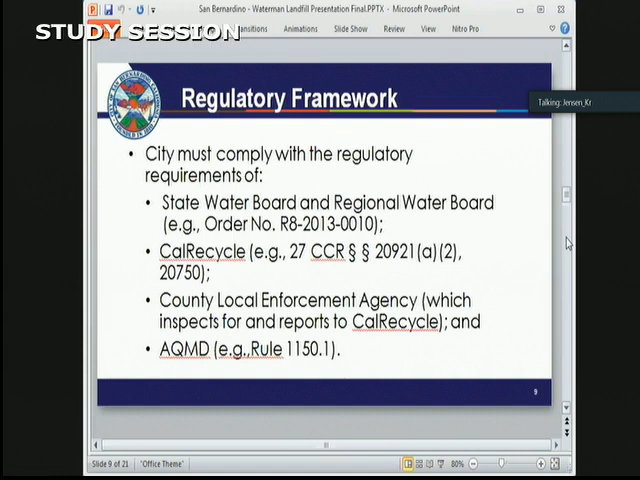 San Bernardino - Waterman Landfill Presentation Final.PPTX - Microsoft PowerPoint
STUDY SESSION
Animations
Slide Show
Review
View
Nitro Pro
Regulatory Framework
Talking: Jensen_Kr
• City must comply with the regulatory
requirements of:
• State Water Board and Regional Water Board
(e.g., Order No. R8-2013-0010);
• CalRecycle (e.g., 27 CCR § § 20921(a)(2),
20750);
• County Local Enforcement Agency (which
inspects for and reports to CalRecycle); and
• AQMD (e.g.,Rule 1150.1).
9
Slide 9 of 21
"Office Theme"
80%